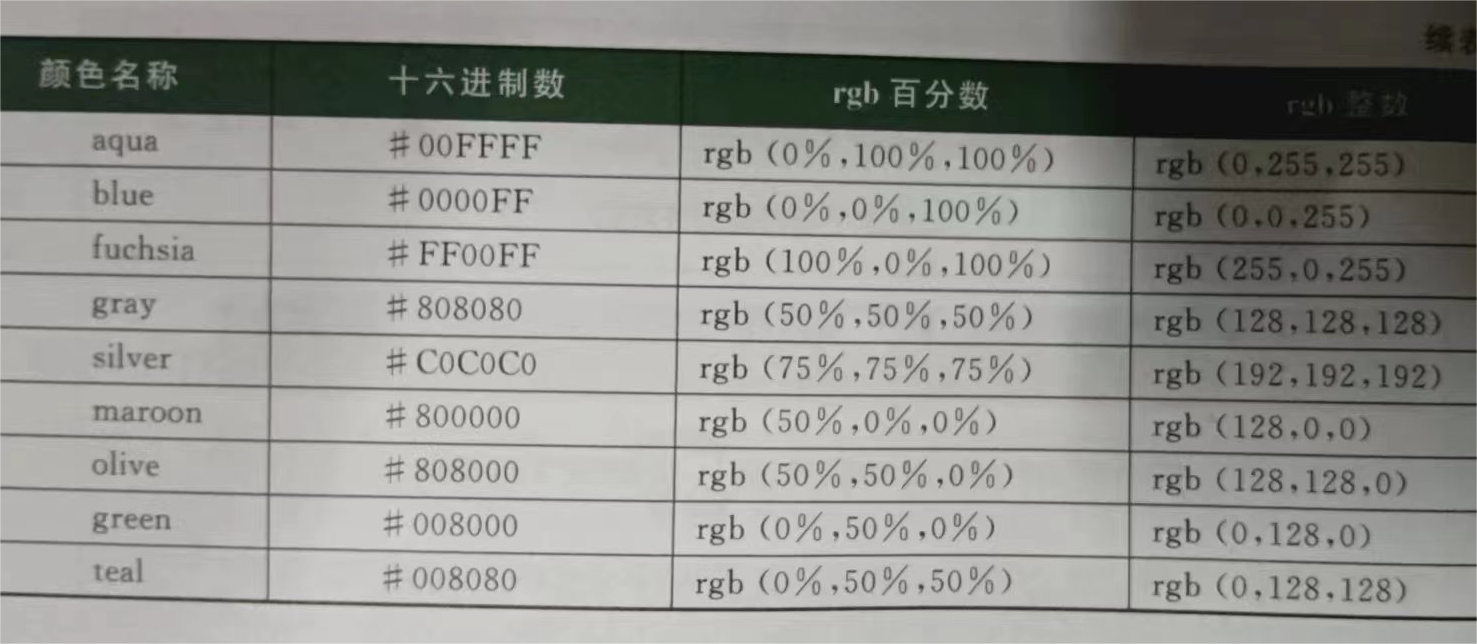 续表
颜色名称 十六进制数 rgb 百分数 rgb 整数
aqua #00FFFF rgb (0%,100%,100%) rgb (0,255,255)
blue #0000FF rgb (0%,0%,100%) rgb (0,0,255)
fuchsia #FF00FF rgb (100%,0%,100%) rgb (255,0,255)
gray #808080 rgb (50%,50%,50%) rgb (128,128,128)
silver #C0C0C0 rgb (75%,75%,75%) rgb (192,192,192)
maroon #800000 rgb (50%,0%,0%) rgb (128,0,0)
olive #808000 rgb (50%,50%,0%) rgb (128,128,0)
green #008000 rgb (0%,50%,0%) rgb (0,128,0)
teal #008080 rgb (0%,50%,50%) rgb (0,128,128)